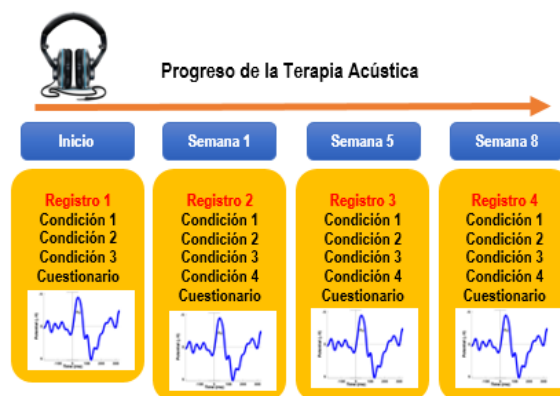 Progreso de la Terapia Acústica
Inicio
Semana 1
Semana 5
Semana 8
Registro 1
Condición 1
Condición 2
Condición 3
Cuestionario
Registro 2
Condición 1
Condición 2
Condición 3
Condición 4
Cuestionario
Registro 3
Condición 1
Condición 2
Condición 3
Condición 4
Cuestionario
Registro 4
Condición 1
Condición 2
Condición 3
Condición 4
Cuestionario